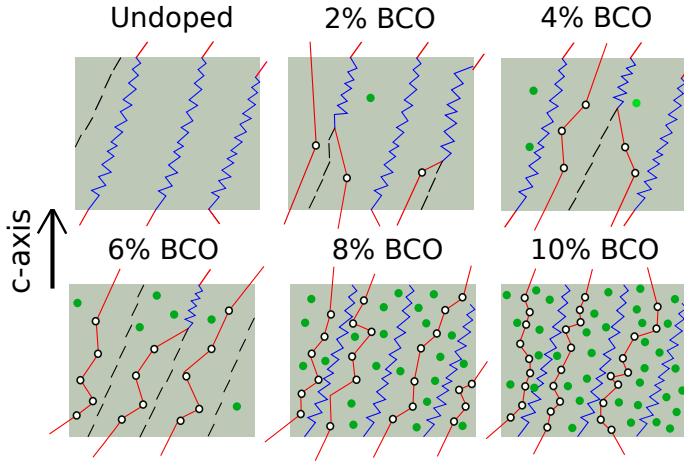 Undoped
2% BCO
4% BCO
c-axis
6% BCO
8% BCO
10% BCO